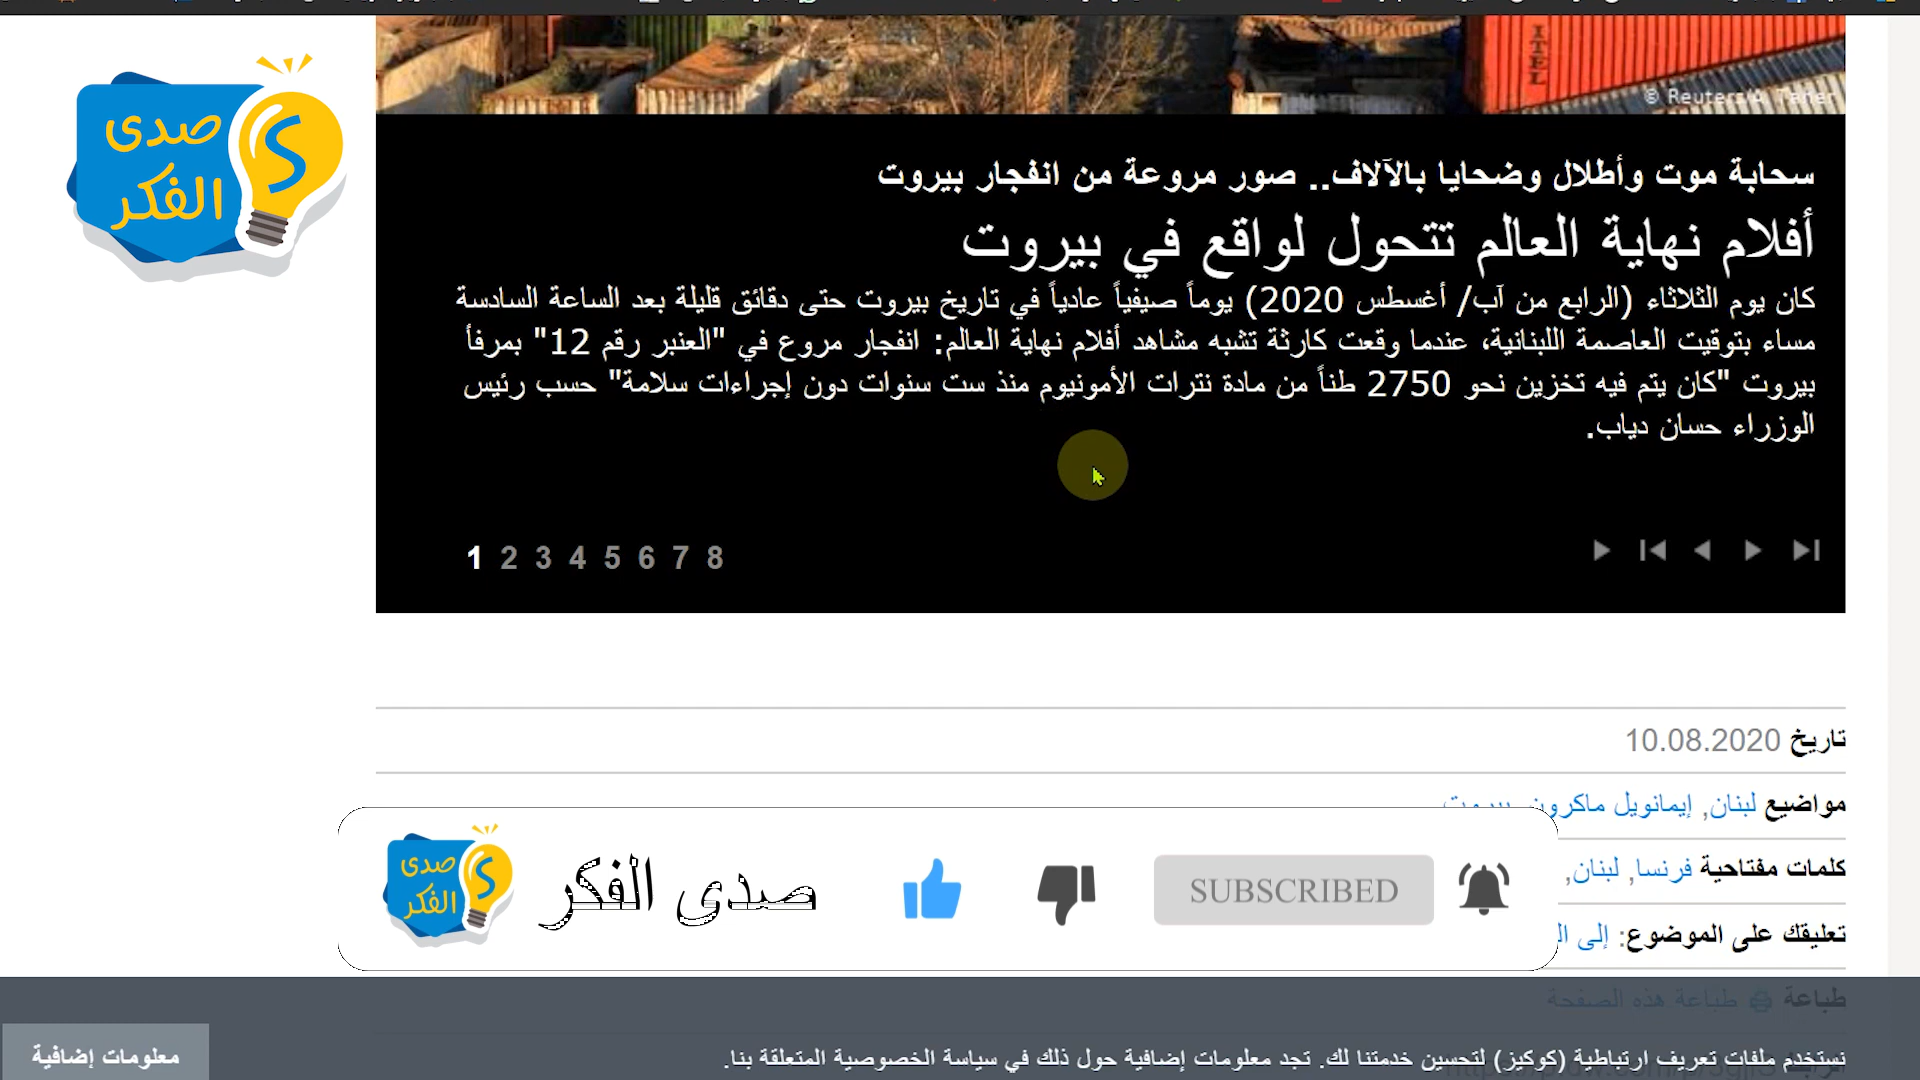 صدى
الفكر
ITEL
© Reuters/A. Taher
سحابة موت وأطلال وضحايا بالآلاف.. صور مروعة من انفجار بيروت
أفلام نهاية العالم تتحول لواقع في بيروت
كان يوم الثلاثاء (الرابع من آب/ أغسطس 2020) يوماً صيفياً عادياً في تاريخ بيروت حتى دقائق قليلة بعد الساعة السادسة
مساء بتوقيت العاصمة اللبنانية، عندما وقعت كارثة تشبه مشاهد أفلام نهاية العالم: انفجار مروع في "العنبر رقم 12" بمرفأ
بيروت "كان يتم فيه تخزين نحو 2750 طناً من مادة نترات الأمونيوم منذ ست سنوات دون إجراءات سلامة" حسب رئيس
الوزراء حسان دياب.
1 2 3 4 5 6 7 8
تاريخ 10.08.2020
مواضيع لبنان, إيمانويل ماكرون, بيروت
كلمات مفتاحية فرنسا, لبنان,
تعليقك على الموضوع: إلى
صدى
الفكر
صدى الفكر
SUBSCRIBED
طباعة طباعة هذه الصفحة
نستخدم ملفات تعريف ارتباطية (كوكيز) لتحسين خدمتنا لك. تجد معلومات إضافية حول ذلك في سياسة الخصوصية المتعلقة بنا.
معلومات إضافية